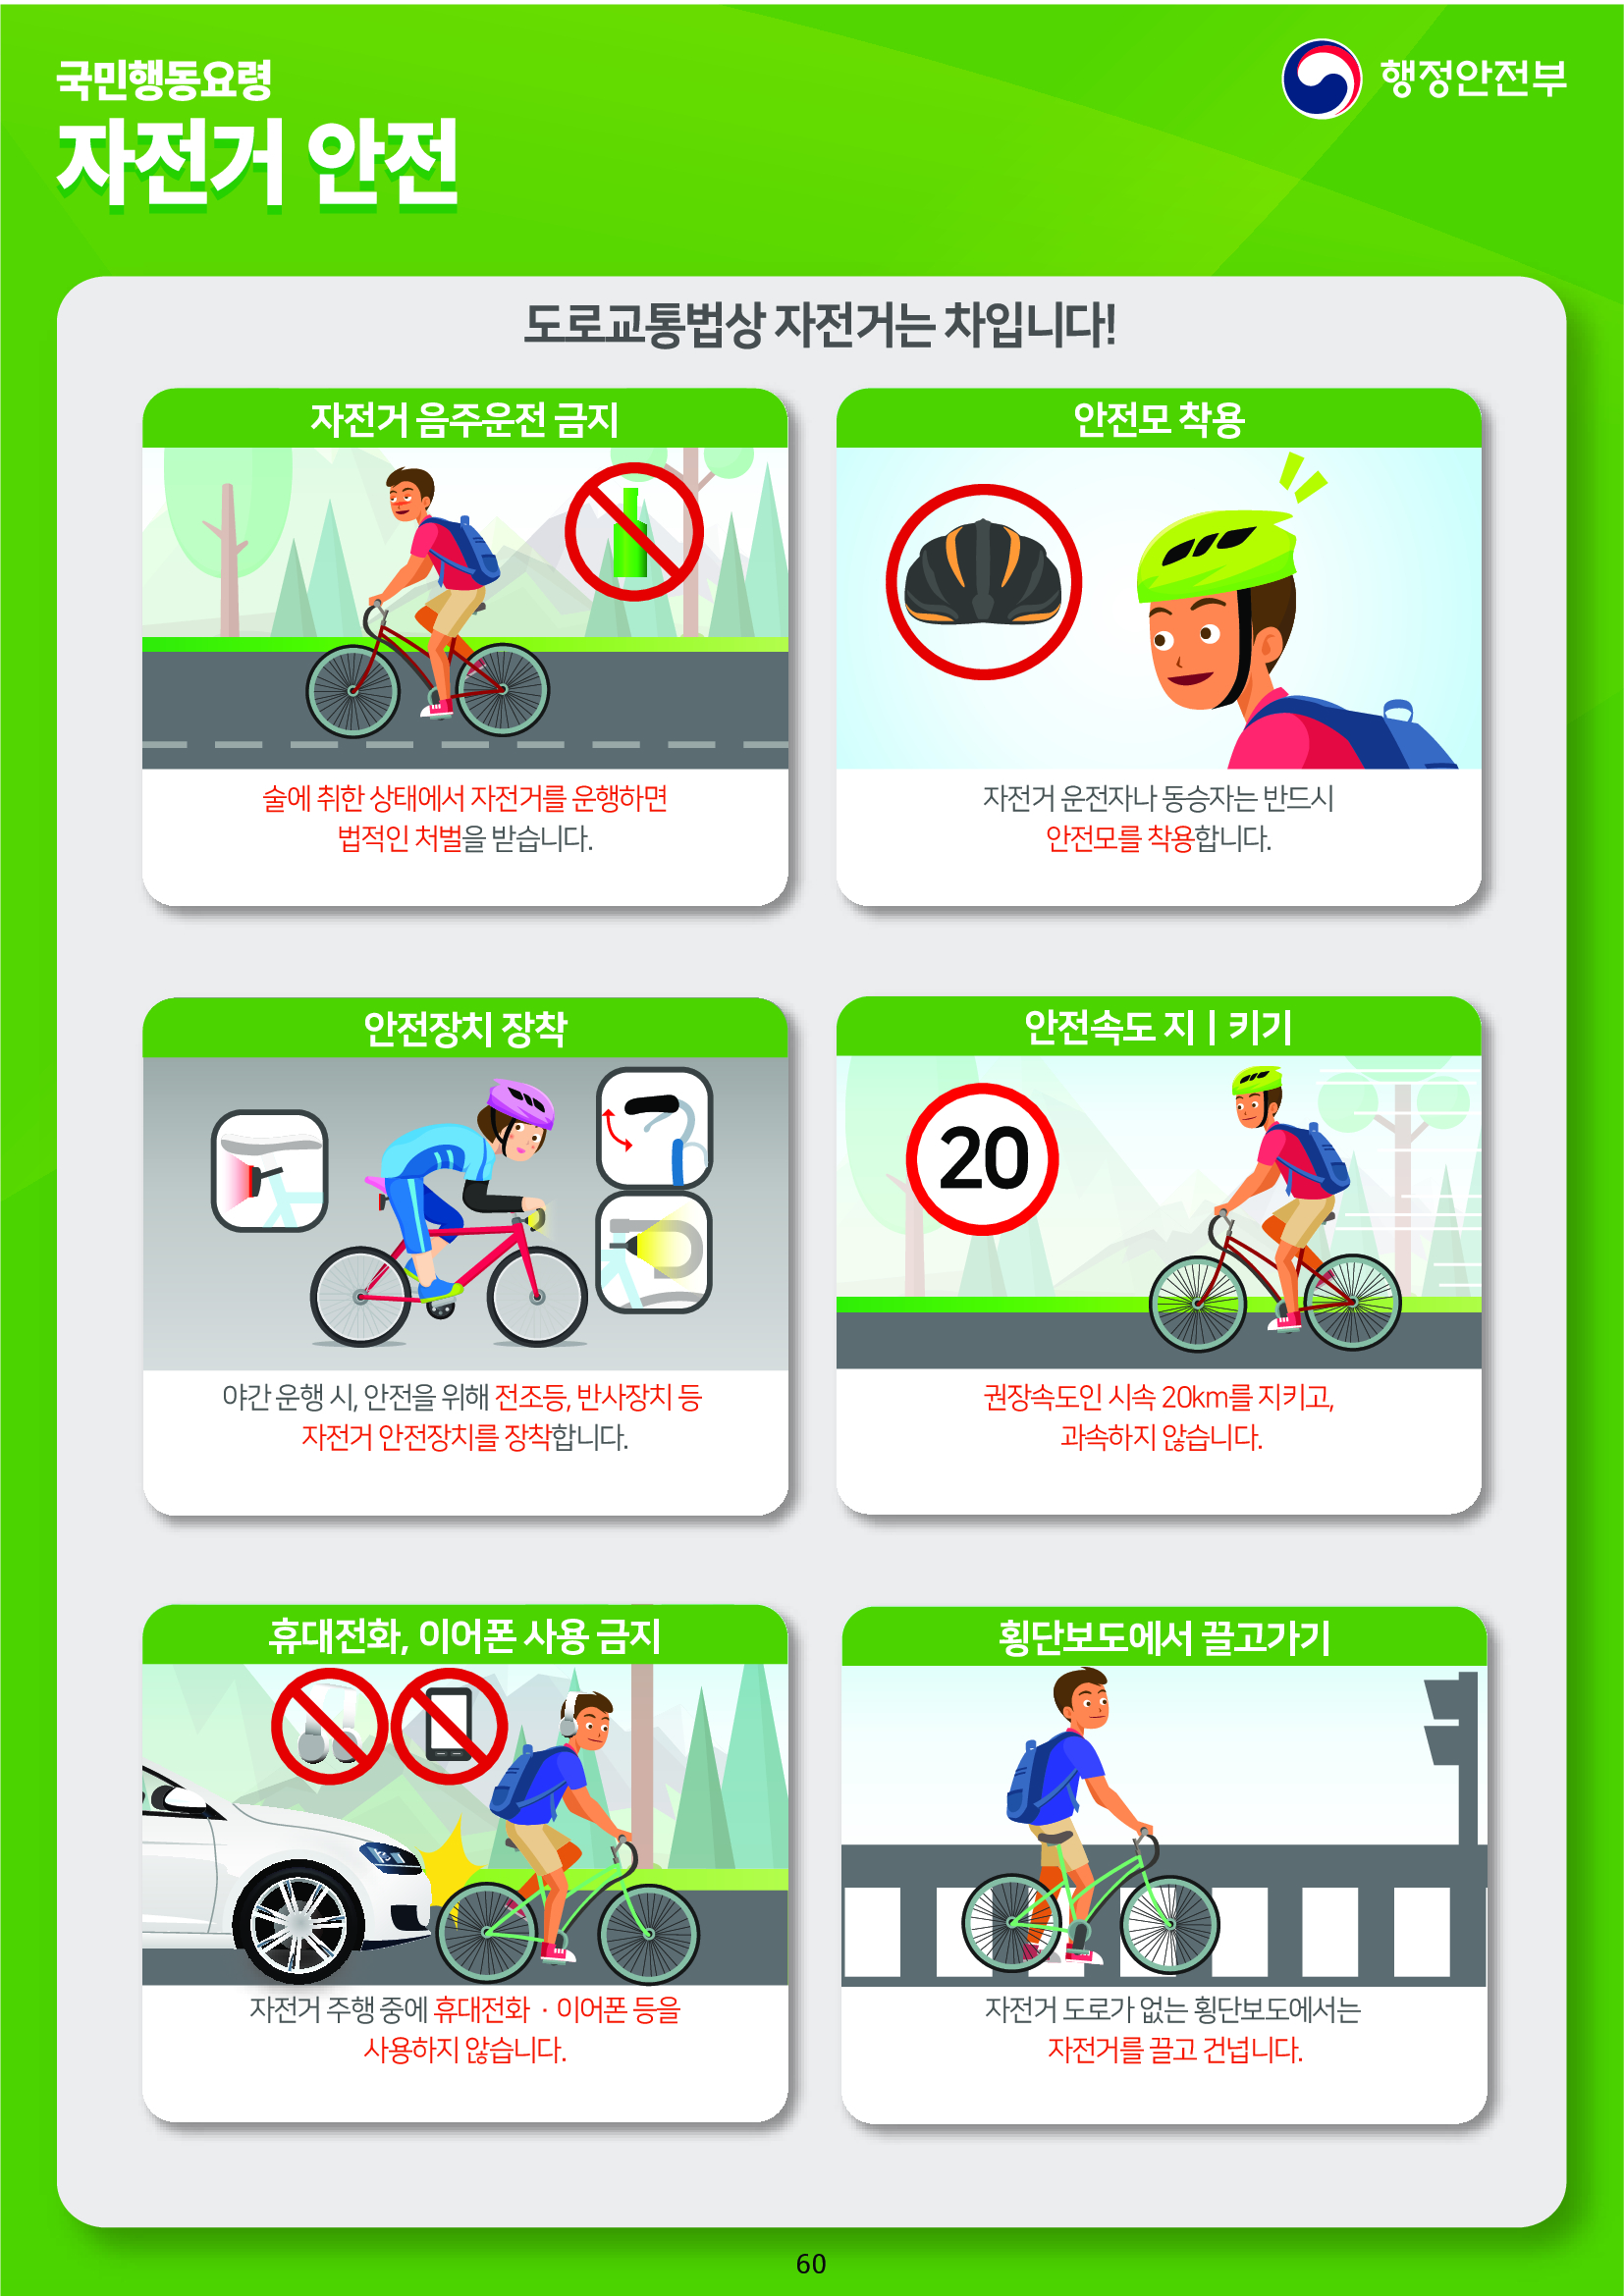 국민행동요령
자전거 안전
행정안전부
도로교통법상 자전거는 차입니다!
자전거 음주운전 금지
술에 취한 상태에서 자전거를 운행하면
법적인 처벌을 받습니다.
안전모 착용
자전거 운전자나 동승자는 반드시
안전모를 착용합니다.
안전장치 장착
야간 운행 시, 안전을 위해 전조등, 반사장치 등
자전거 안전장치를 장착합니다.
안전속도 지ㅣ키기
20
권장속도인 시속 20km를 지키고,
과속하지 않습니다.
휴대전화, 이어폰 사용 금지
자전거 주행 중에 휴대전화 · 이어폰 등을
사용하지 않습니다.
횡단보도에서 끌고가기
자전거 도로가 없는 횡단보도에서는
자전거를 끌고 건넙니다.
60